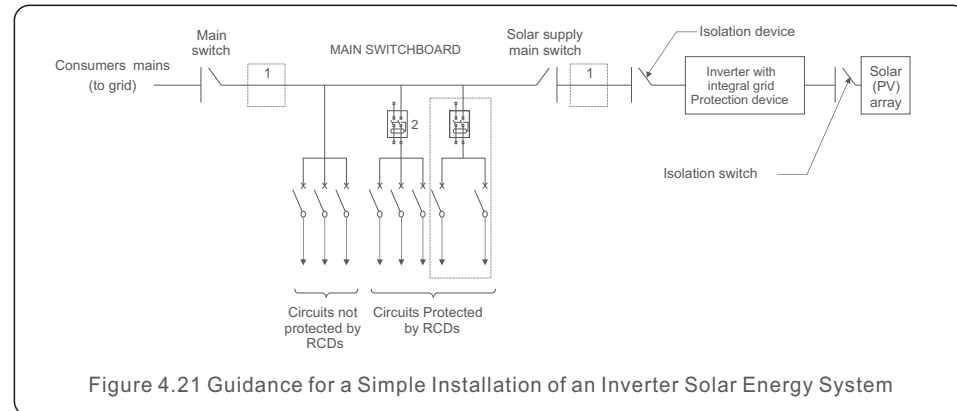 Main
switch
MAIN SWITCHBOARD
Solar supply
main switch
Isolation device
Consumers mains
(to grid)
1
1
Inverter with
integral grid
Protection device
Solar
(PV)
array
2
Isolation switch
Circuits not
protected by
RCDs
Circuits Protected
by RCDs
Figure 4.21 Guidance for a Simple Installation of an Inverter Solar Energy System